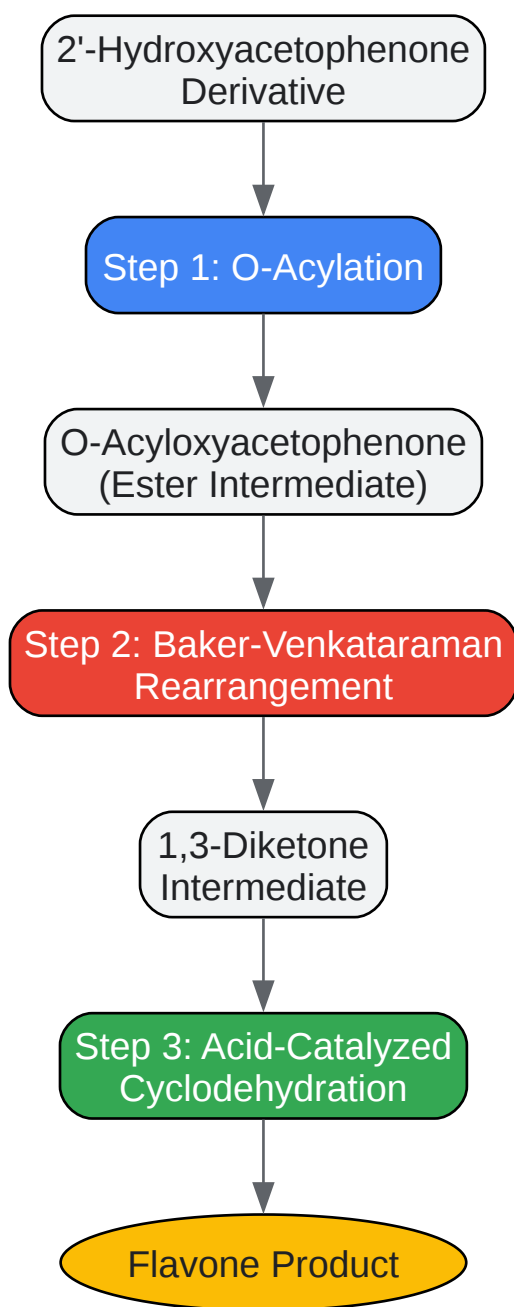 2'-Hydroxyacetophenone
Derivative
Step 1: O-Acylation
O-Acyloxyacetophenone
(Ester Intermediate)
Step 2: Baker-Venkataraman
Rearrangement
1,3-Diketone
Intermediate
Step 3: Acid-Catalyzed
Cyclodehydration
Flavone Product